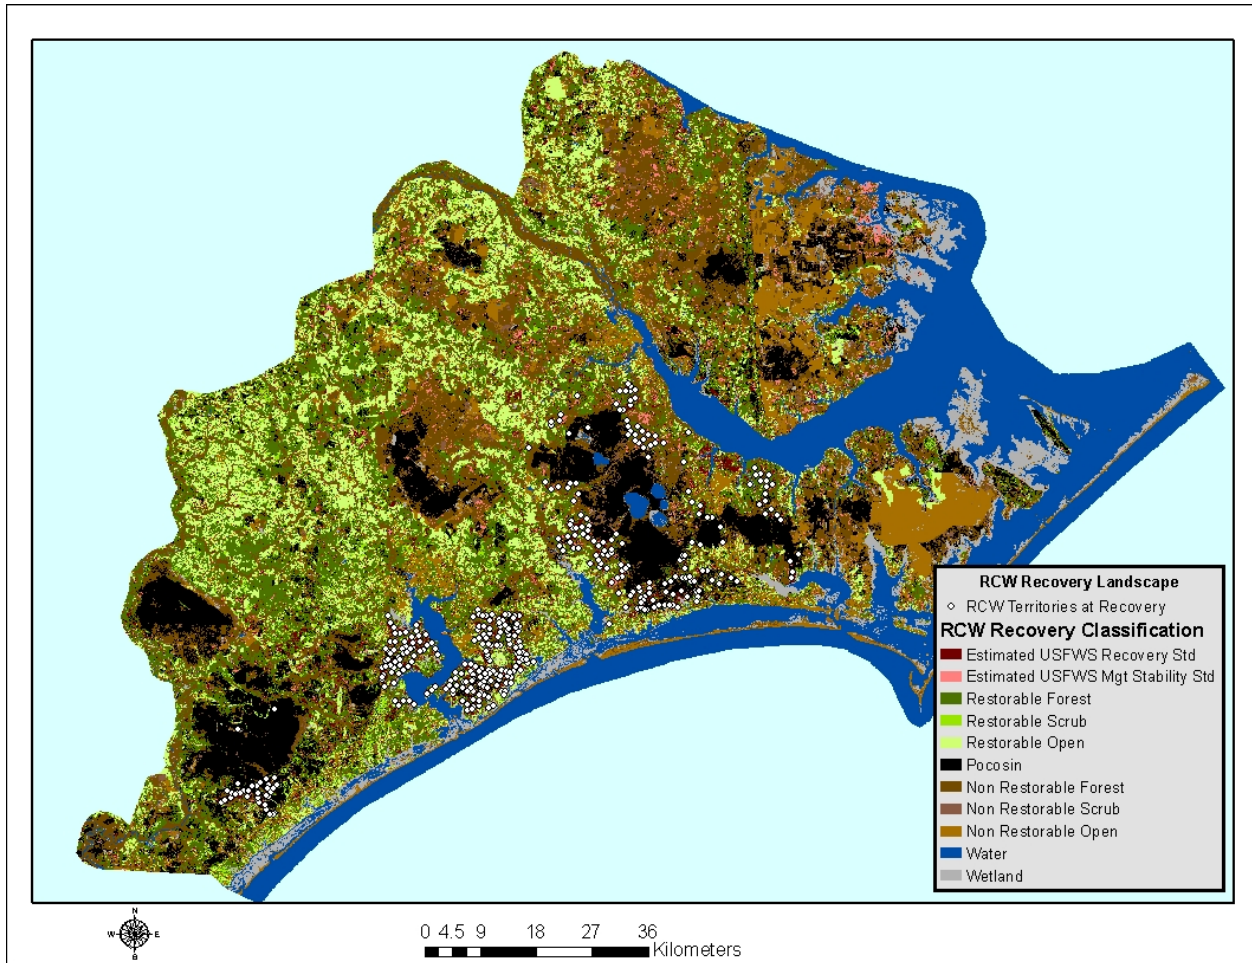 RCW Recovery Landscape
RCW Territories at Recovery
RCW Recovery Classification
Estimated USFWS Recovery Std
Estimated USFWS Mgt Stability Std
Restorable Forest
Restorable Scrub
Restorable Open
Pocosin
Non Restorable Forest
Non Restorable Scrub
Non Restorable Open
Water
Wetland
N
W E
S
0 4.5 9 18 27 36
Kilometers